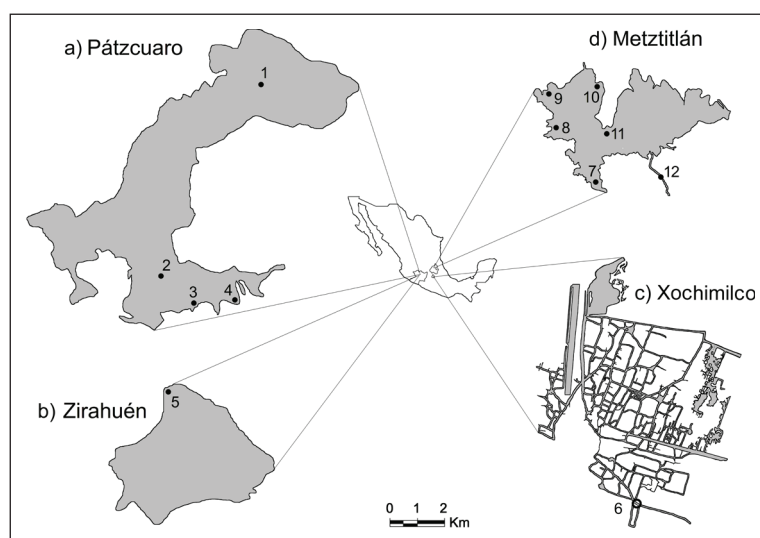 a) Pátzcuaro
1
2
3
4
b) Zirahuén
5
d) Metztitlán
9
10
8
11
7
12
c) Xochimilco
6
0 1 2
Km